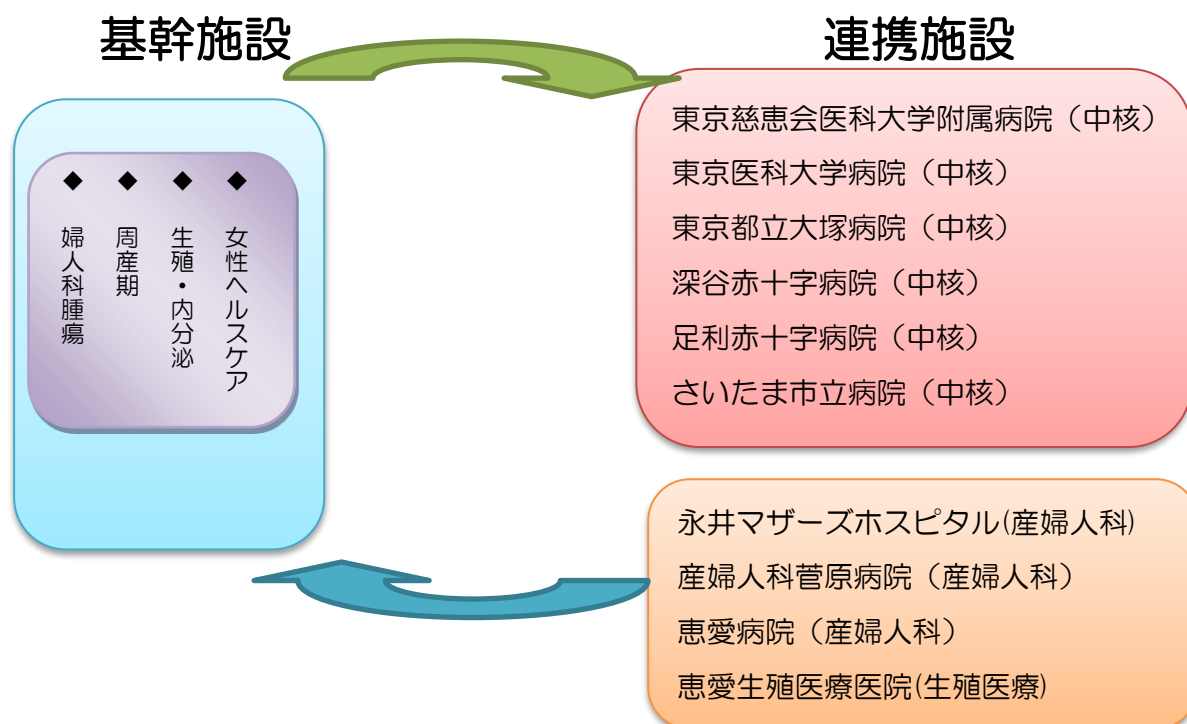 基幹施設
連携施設
◆ 婦人科腫瘍
◆ 周産期
◆ 生殖・内分泌
◆ 女性ヘルスケア
東京慈恵会医科大学附属病院（中核）
東京医科大学病院（中核）
東京都立大塚病院（中核）
深谷赤十字病院（中核）
足利赤十字病院（中核）
さいたま市立病院（中核）
永井マザーズホスピタル(産婦人科)
産婦人科菅原病院（産婦人科）
恵愛病院（産婦人科）
恵愛生殖医療医院(生殖医療)